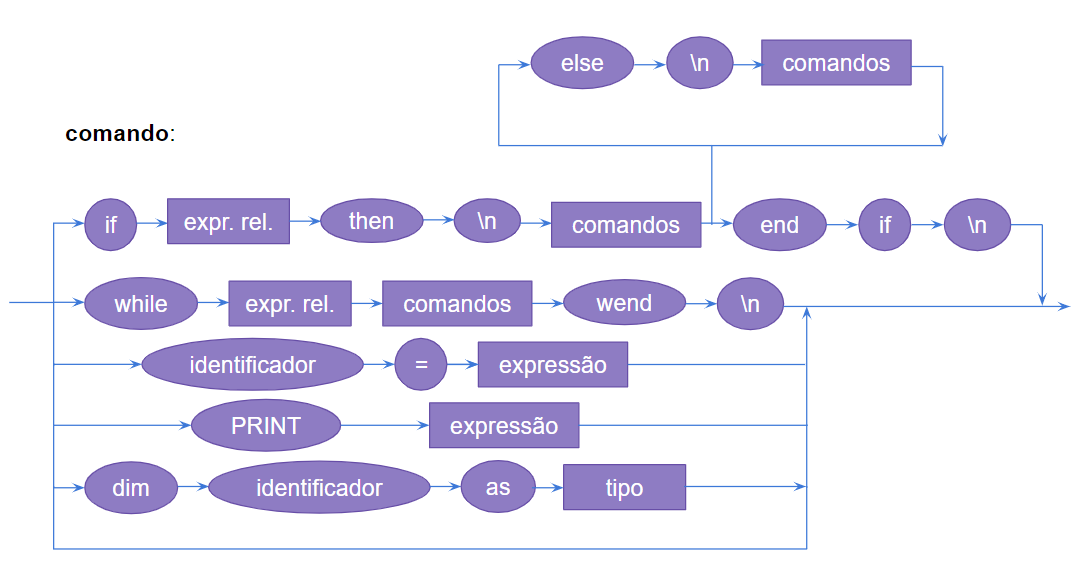 else \n comandos
comando:
if expr. rel. then \n comandos end if \n
while expr. rel. comandos wend \n
identificador = expressão
PRINT expressão
dim identificador as tipo